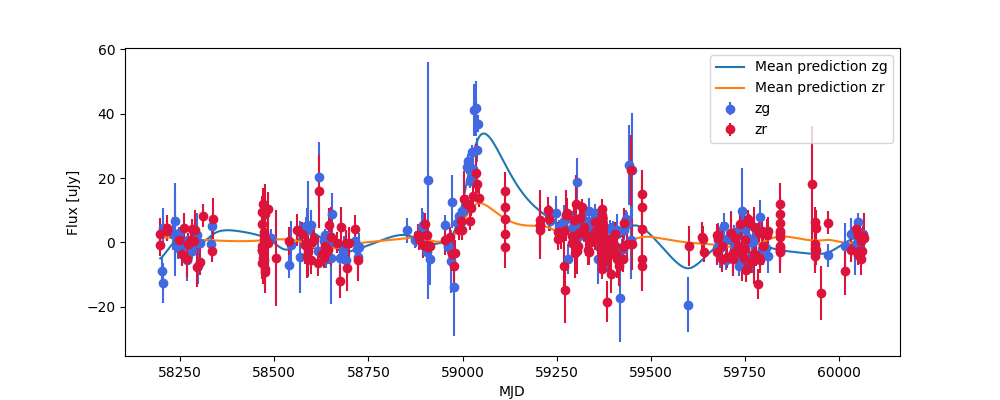 60
40
20
0
−20
Flux [uJy]
58250 58500 58750 59000 59250 59500 59750 60000
MJD
Mean prediction zg
Mean prediction zr
zg
zr